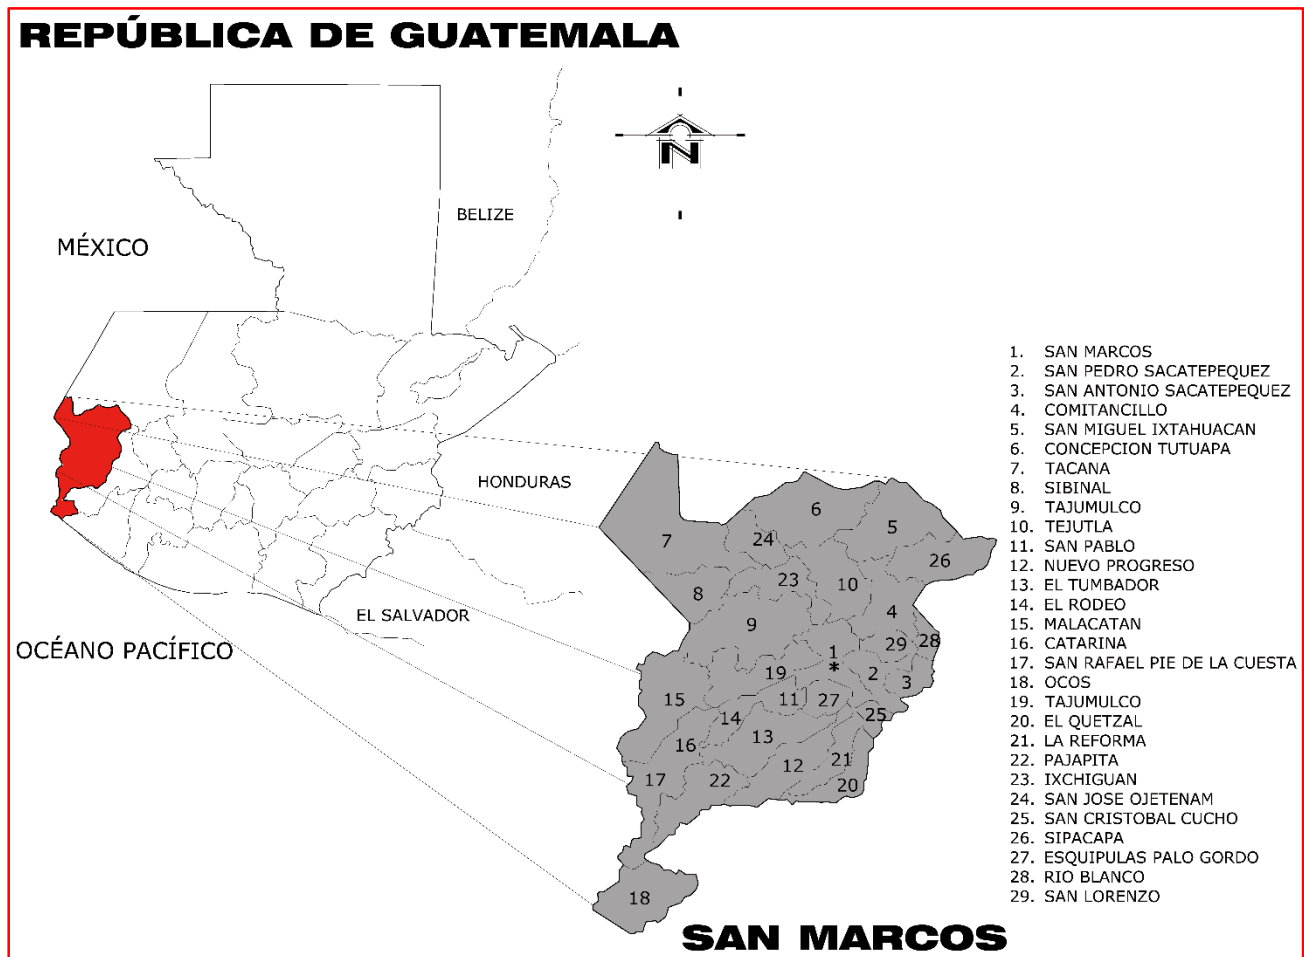 REPÚBLICA DE GUATEMALA
N
BELIZE
MÉXICO
HONDURAS
EL SALVADOR
OCÉANO PACÍFICO
1. SAN MARCOS
2. SAN PEDRO SACATEPEQUEZ
3. SAN ANTONIO SACATEPEQUEZ
4. COMITANCILLO
5. SAN MIGUEL IXTAHUACAN
6. CONCEPCION TUTUAPA
7. TACANA
8. SIBINAL
9. TAJUMULCO
10. TEJUTLA
11. SAN PABLO
12. NUEVO PROGRESO
13. EL TUMBADOR
14. EL RODEO
15. MALACATAN
16. CATARINA
17. SAN RAFAEL PIE DE LA CUESTA
18. OCOS
19. TAJUMULCO
20. EL QUETZAL
21. LA REFORMA
22. PAJAPITA
23. IXCHIGUAN
24. SAN JOSE OJETENAM
25. SAN CRISTOBAL CUCHO
26. SIPACAPA
27. ESQUIPULAS PALO GORDO
28. RIO BLANCO
29. SAN LORENZO
6
5
24
7
26
23
10
8
4
9
29
28
1
*
19
2
3
15
11
27
14
25
13
16
21
12
17
22
20
18
SAN MARCOS